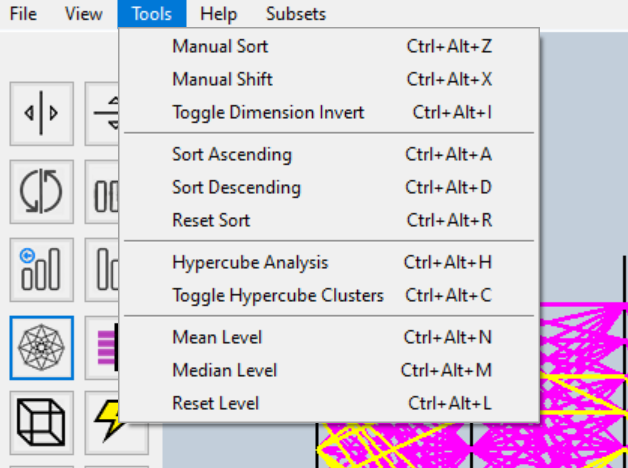 File View Tools Help Subsets
Manual Sort Ctrl+Alt+Z
Manual Shift Ctrl+Alt+X
Toggle Dimension Invert Ctrl+Alt+I
Sort Ascending Ctrl+Alt+A
Sort Descending Ctrl+Alt+D
Reset Sort Ctrl+Alt+R
Hypercube Analysis Ctrl+Alt+H
Toggle Hypercube Clusters Ctrl+Alt+C
Mean Level Ctrl+Alt+N
Median Level Ctrl+Alt+M
Reset Level Ctrl+Alt+L